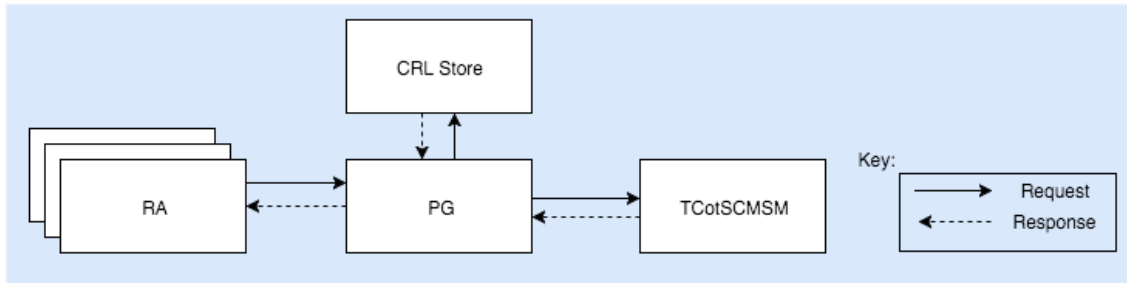 CRL Store
RA
PG
TCotSCMSM
Key:
Request
Response